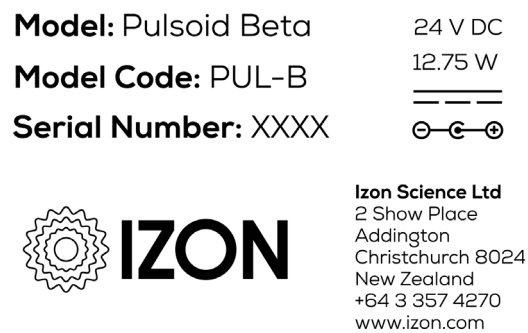 Model: Pulsoid Beta
Model Code: PUL-B
Serial Number: XXXX
24 V DC
12.75 W
IZON
Izon Science Ltd
2 Show Place
Addington
Christchurch 8024
New Zealand
+64 3 357 4270
www.izon.com